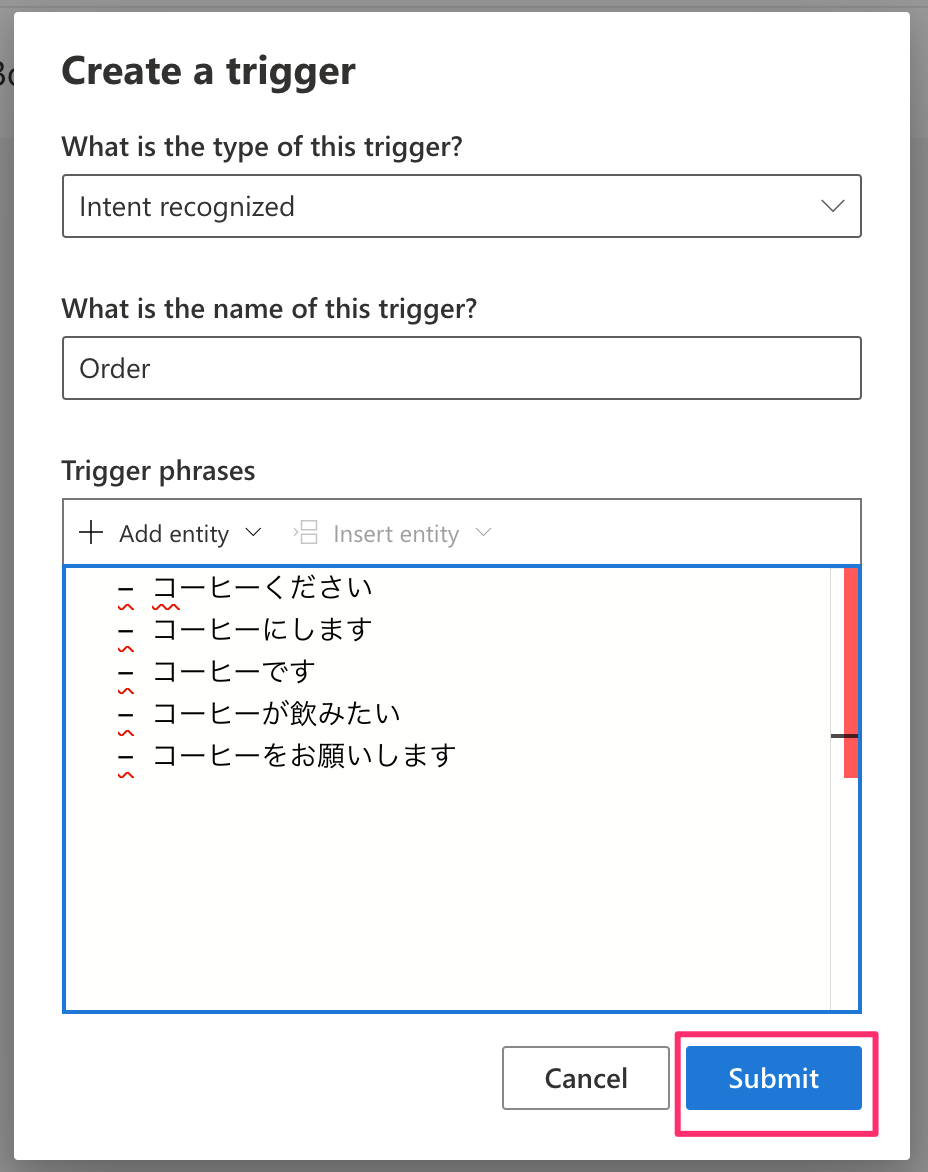 Create a trigger
What is the type of this trigger?
Intent recognized
What is the name of this trigger?
Order
Trigger phrases
Add entity Insert entity
- コーヒーください
- コーヒーにします
- コーヒーです
- コーヒーが飲みたい
- コーヒーをお願いします
Cancel Submit